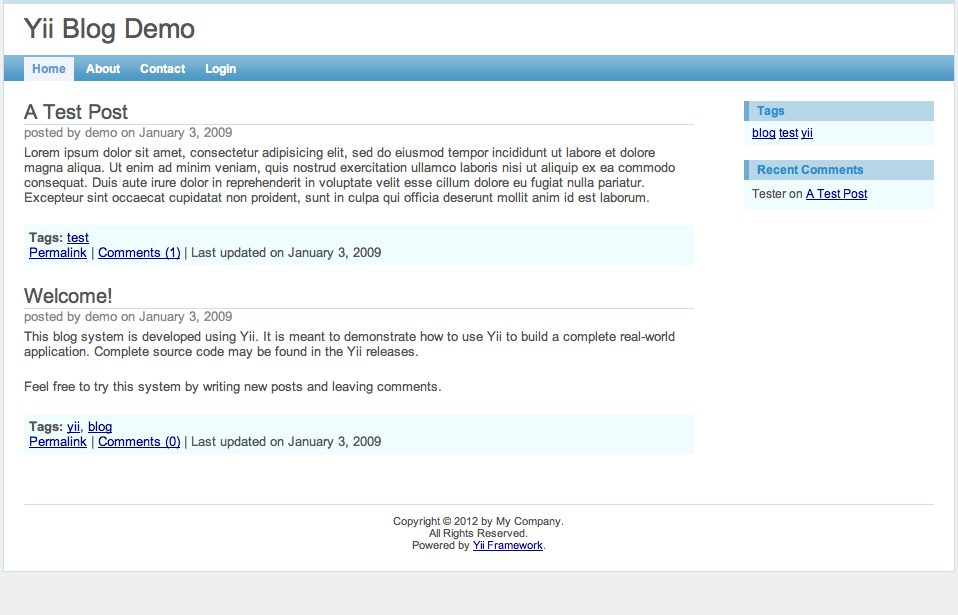 Yii Blog Demo
Home About Contact Login
A Test Post
posted by demo on January 3, 2009
Lorem ipsum dolor sit amet, consectetur adipisicing elit, sed do eiusmod tempor incididunt ut labore et dolore
magna aliqua. Ut enim ad minim veniam, quis nostrud exercitation ullamco laboris nisi ut aliquip ex ea commodo
consequat. Duis aute irure dolor in reprehenderit in voluptate velit esse cillum dolore eu fugiat nulla pariatur.
Excepteur sint occaecat cupidatat non proident, sunt in culpa qui officia deserunt mollit anim id est laborum.
Tags: test
Permalink | Comments (1) | Last updated on January 3, 2009
Welcome!
posted by demo on January 3, 2009
This blog system is developed using Yii. It is meant to demonstrate how to use Yii to build a complete real-world
application. Complete source code may be found in the Yii releases.
Feel free to try this system by writing new posts and leaving comments.
Tags: yii, blog
Permalink | Comments (0) | Last updated on January 3, 2009
Tags
blog test yii
Recent Comments
Tester on A Test Post
Copyright © 2012 by My Company.
All Rights Reserved.
Powered by Yii Framework.